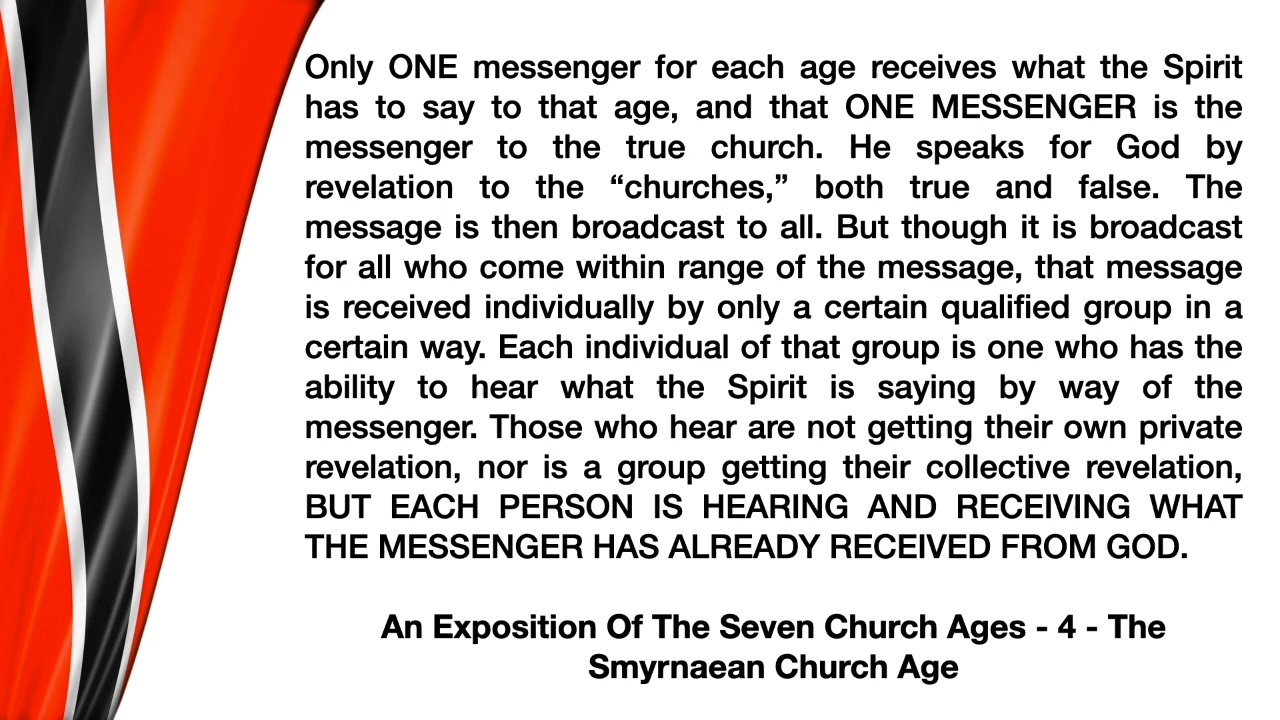 Only ONE messenger for each age receives what the Spirit
has to say to that age, and that ONE MESSENGER is the
messenger to the true church. He speaks for God by
revelation to the “churches,” both true and false. The
message is then broadcast to all. But though it is broadcast
for all who come within range of the message, that message
is received individually by only a certain qualified group in a
certain way. Each individual of that group is one who has the
ability to hear what the Spirit is saying by way of the
messenger. Those who hear are not getting their own private
revelation, nor is a group getting their collective revelation,
BUT EACH PERSON IS HEARING AND RECEIVING WHAT
THE MESSENGER HAS ALREADY RECEIVED FROM GOD.
An Exposition Of The Seven Church Ages - 4 - The
Smyrnaean Church Age